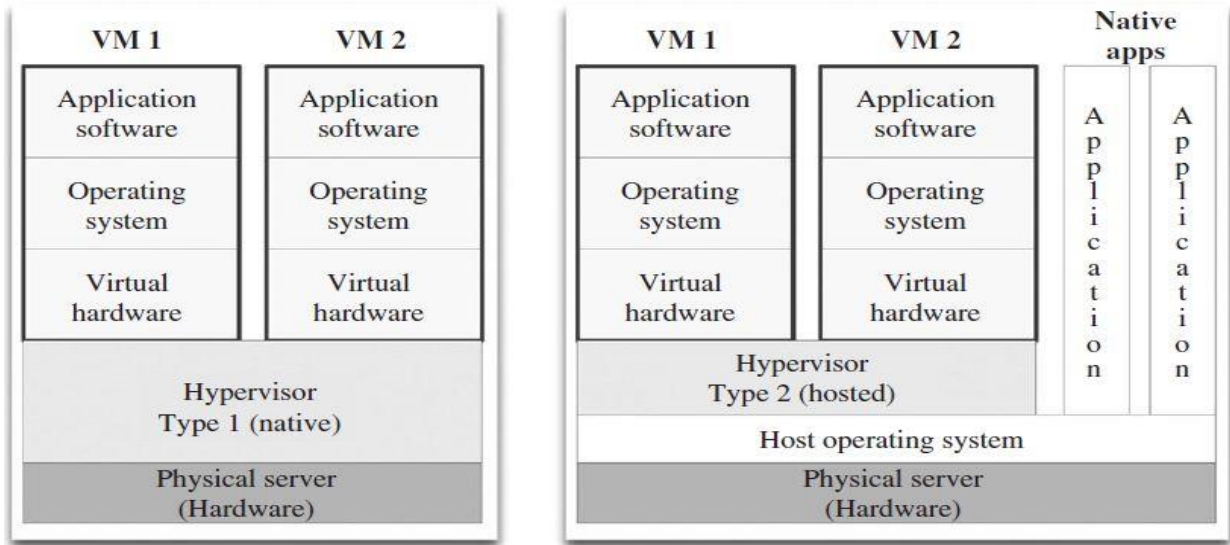 VM 1
VM 2
Application
software
Application
software
Operating
system
Operating
system
Virtual
hardware
Virtual
hardware
Hypervisor
Type 1 (native)
Physical server
(Hardware)
VM 1
VM 2
Native
apps
Application
software
Application
software
Operating
system
Operating
system
Virtual
hardware
Virtual
hardware
Application
Application
Hypervisor
Type 2 (hosted)
Host operating system
Physical server
(Hardware)